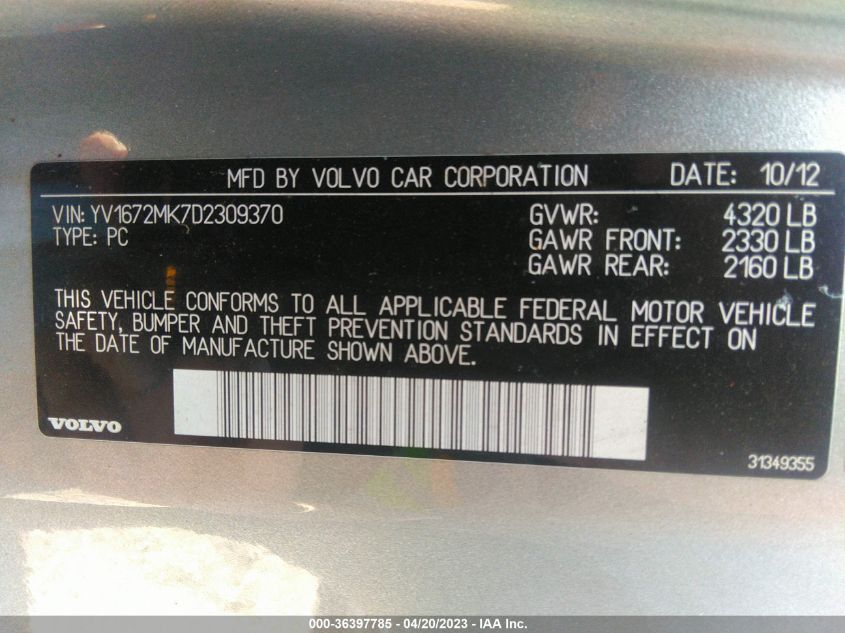 MFD BY VOLVO CAR CORPORATION DATE: 10/12
VIN: YV1672MK7D2309370 GVWR: 4320 LB
TYPE: PC GAWR FRONT: 2330 LB
GAWR REAR: 2160 LB
THIS VEHICLE CONFORMS TO ALL APPLICABLE FEDERAL MOTOR VEHICLE
SAFETY, BUMPER AND THEFT PREVENTION STANDARDS IN EFFECT ON
THE DATE OF MANUFACTURE SHOWN ABOVE.
VOLVO
31349355
000-36397785 - 04/20/2023 - IAA Inc.